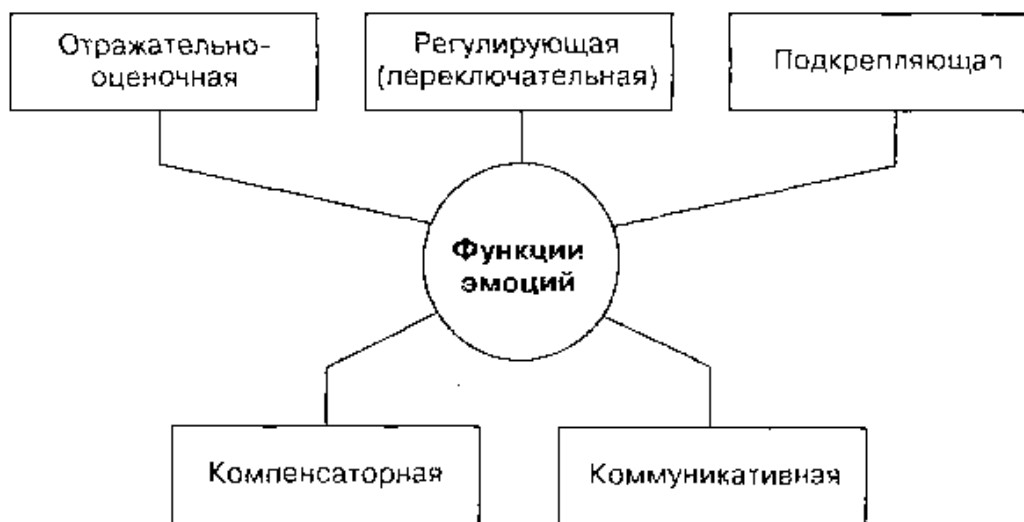 Отражательно-
оценочная
Регулирующая
(переключательная)
Подкрепляющая
Функции
эмоций
Компенсаторная
Коммуникативная